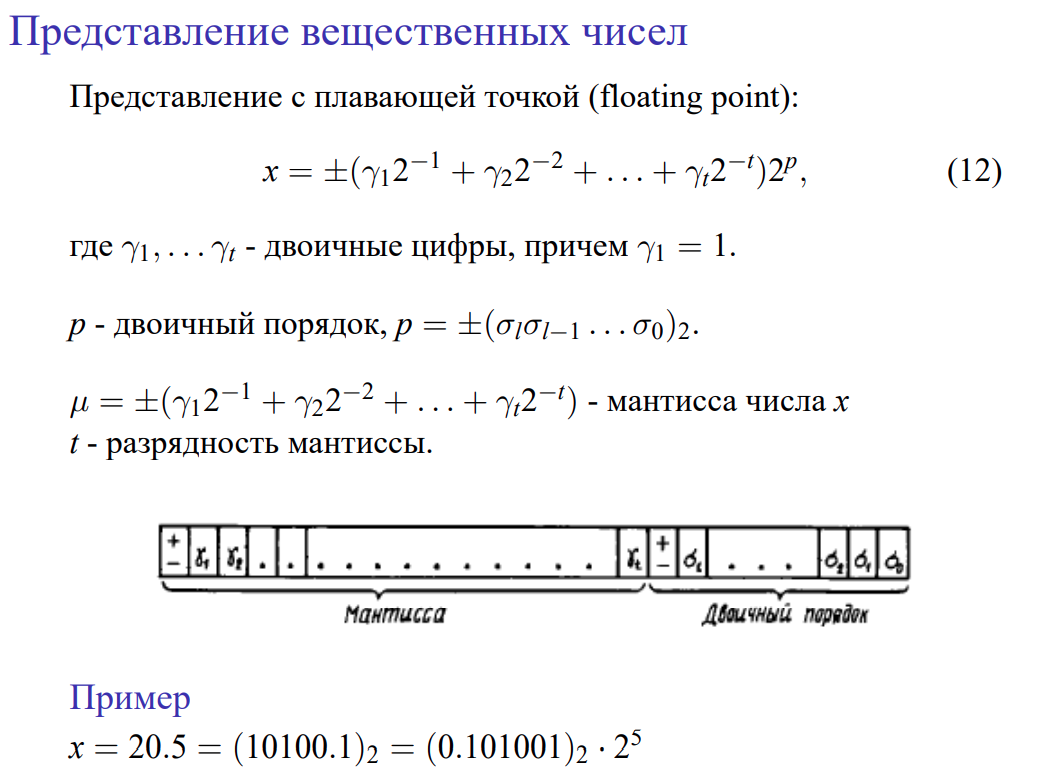 Представление вещественных чисел
Представление с плавающей точкой (floating point):
x = ±(γ₁2⁻¹ + γ₂2⁻² + … + γₜ2⁻ᵗ)2ᵖ, (12)
где γ₁, … γₜ - двоичные цифры, причем γ₁ = 1.
p - двоичный порядок, p = ±(σₗσₗ₋₁ … σ₀)₂.
μ = ±(γ₁2⁻¹ + γ₂2⁻² + … + γₜ2⁻ᵗ) - мантисса числа x
t - разрядность мантиссы.
+ − γ₁ γ₂ . . . . . . . . . . . . γₜ + − σₗ . . . σ₂ σ₁ σ₀
Мантисса Двоичный порядок
Пример
x = 20.5 = (10100.1)₂ = (0.101001)₂ · 2⁵